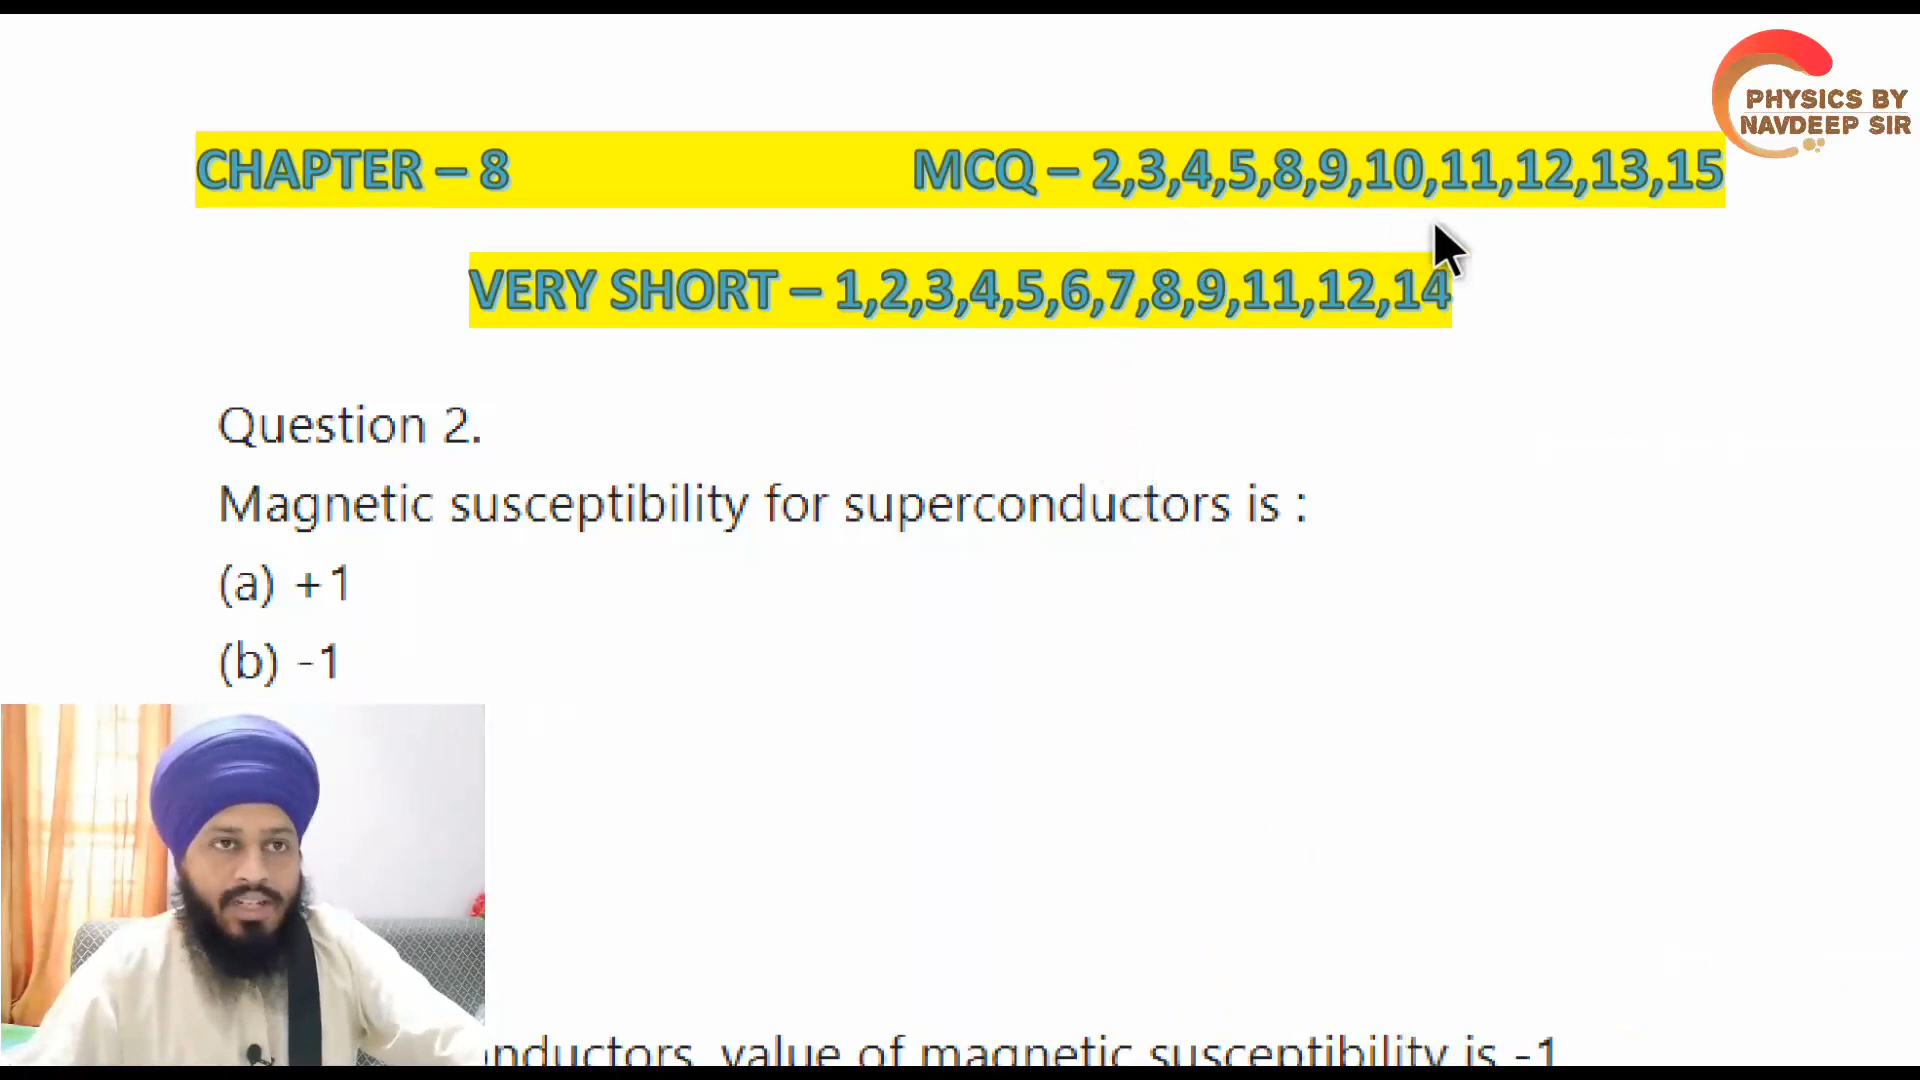 PHYSICS BY
NAVDEEP SIR
CHAPTER – 8 MCQ – 2,3,4,5,8,9,10,11,12,13,15
VERY SHORT – 1,2,3,4,5,6,7,8,9,11,12,14
Question 2.
Magnetic susceptibility for superconductors is :
(a) +1
(b) -1
value of magnetic susceptibility is -1